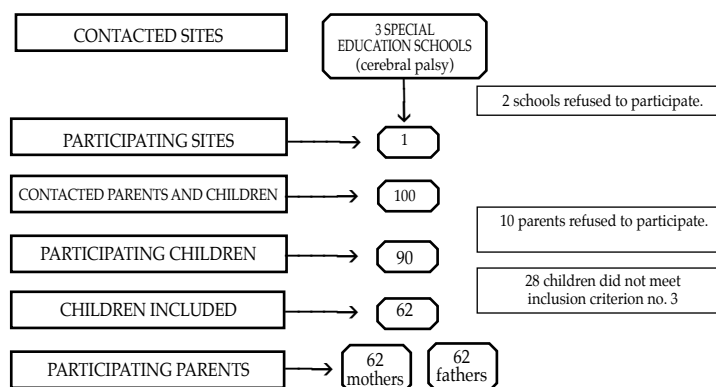 CONTACTED SITES
3 SPECIAL
EDUCATION SCHOOLS
(cerebral palsy)
2 schools refused to participate.
PARTICIPATING SITES
1
CONTACTED PARENTS AND CHILDREN
100
10 parents refused to participate.
PARTICIPATING CHILDREN
90
28 children did not meet
inclusion criterion no. 3
CHILDREN INCLUDED
62
PARTICIPATING PARENTS
62
mothers
62
fathers